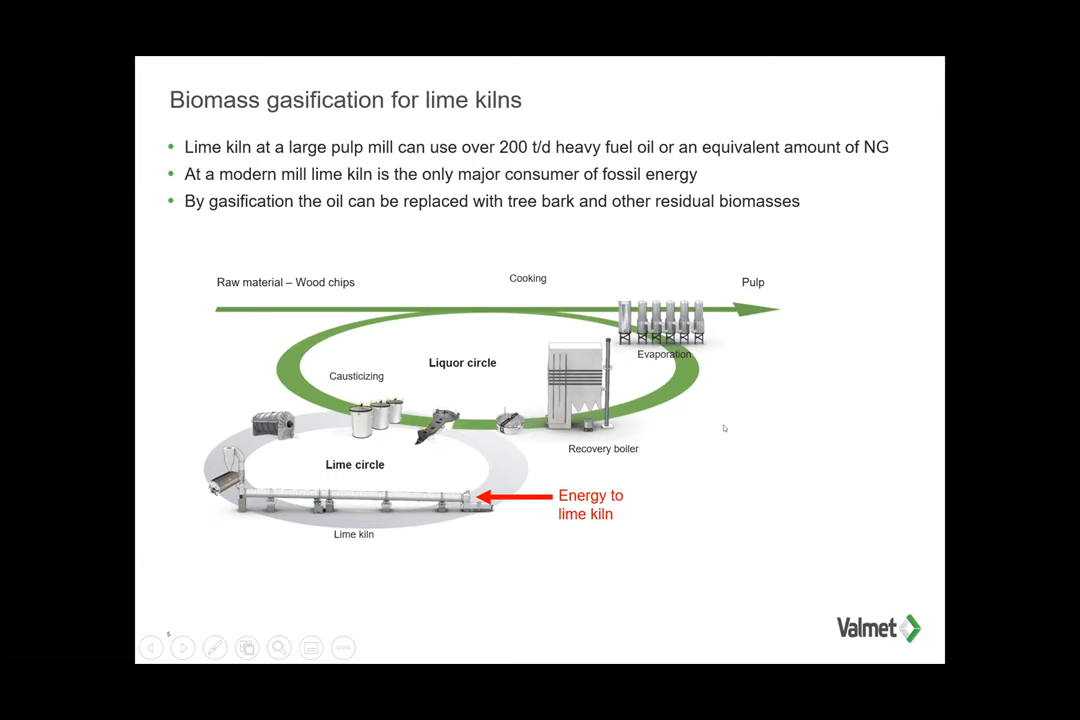 Biomass gasification for lime kilns
• Lime kiln at a large pulp mill can use over 200 t/d heavy fuel oil or an equivalent amount of NG
• At a modern mill lime kiln is the only major consumer of fossil energy
• By gasification the oil can be replaced with tree bark and other residual biomasses
Raw material – Wood chips
Cooking
Pulp
Evaporation
Liquor circle
Causticizing
Recovery boiler
Lime circle
Energy to
lime kiln
Lime kiln
Valmet
5